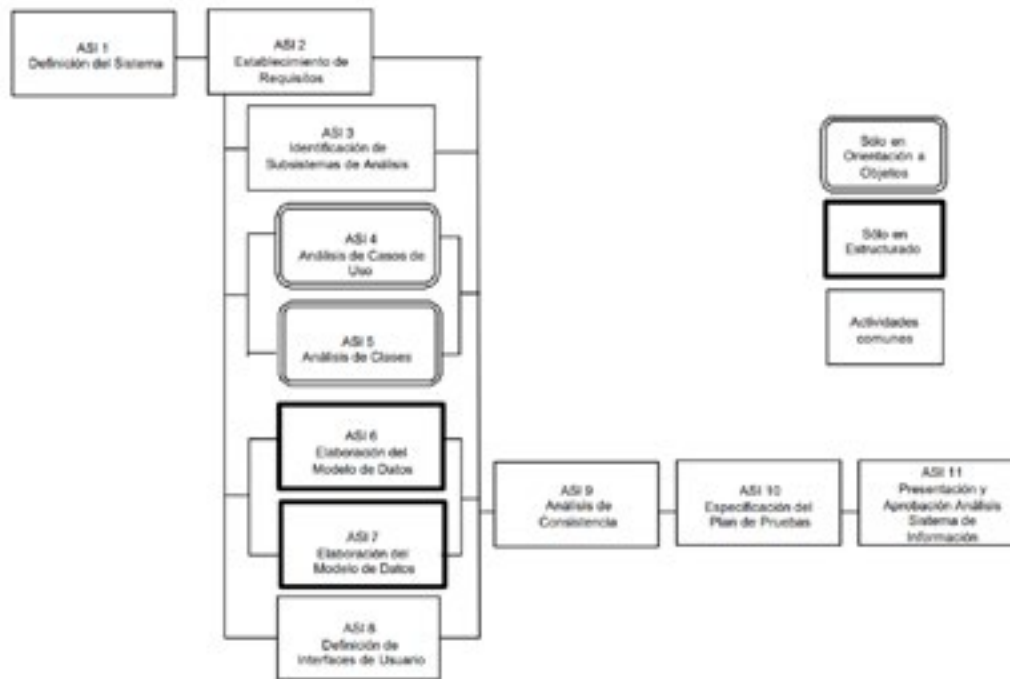 ASI 1
Definición del Sistema
ASI 2
Establecimiento de
Requisitos
ASI 3
Identificación de
Subsistemas de Análisis
ASI 4
Análisis de Casos de
Uso
ASI 5
Análisis de Clases
ASI 6
Elaboración del
Modelo de Datos
ASI 7
Elaboración del
Modelo de Datos
ASI 8
Definición de
Interfaces de Usuario
ASI 9
Análisis de
Consistencia
ASI 10
Especificación del
Plan de Pruebas
ASI 11
Presentación y
Aprobación Análisis
Sistema de
Información
Sólo en
Orientación a
Objetos
Sólo en
Estructurado
Actividades
comunes